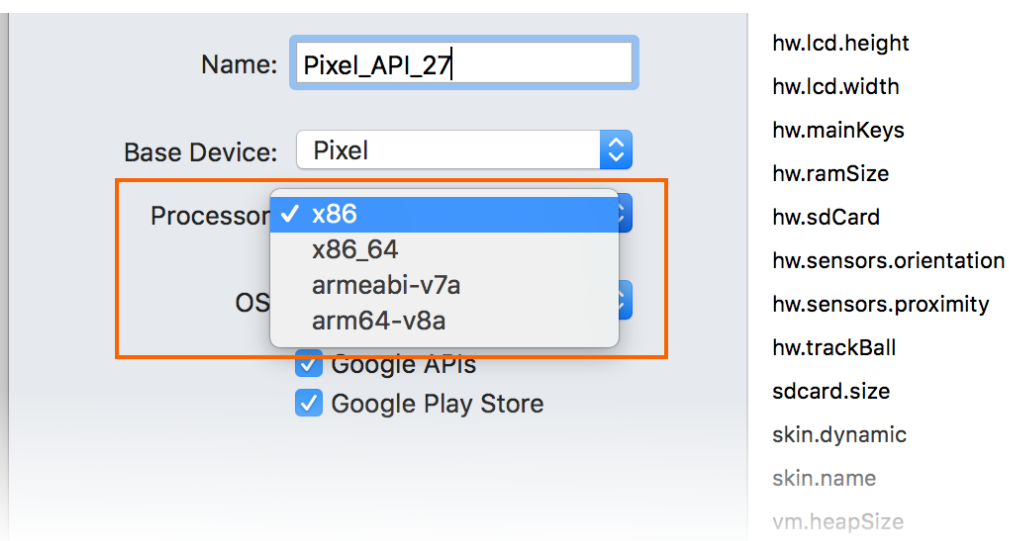 Name: Pixel_API_27
Base Device: Pixel
Processor ✓ x86
x86_64
armeabi-v7a
OS
arm64-v8a
Google APIs
Google Play Store
hw.lcd.height
hw.lcd.width
hw.mainKeys
hw.ramSize
hw.sdCard
hw.sensors.orientation
hw.sensors.proximity
hw.trackBall
sdcard.size
skin.dynamic
skin.name
vm.heapSize